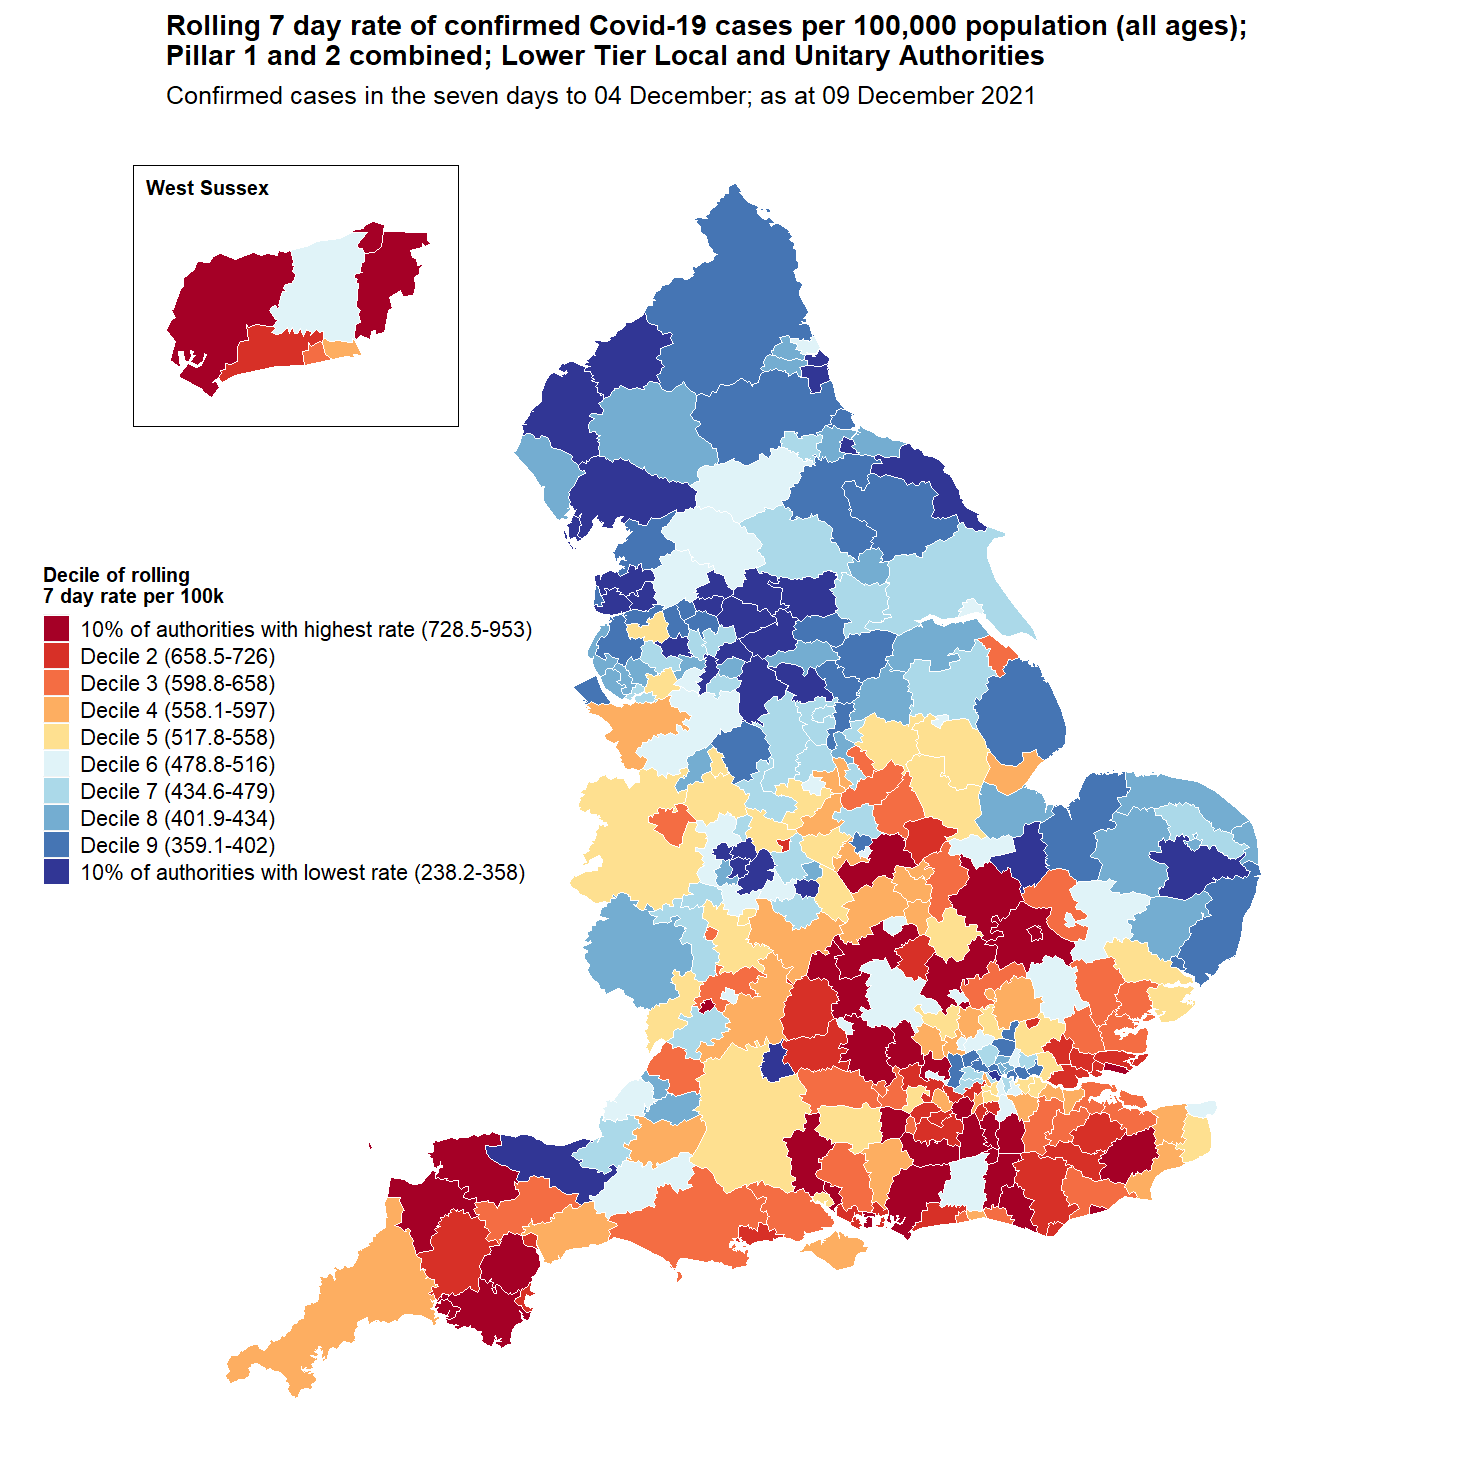 Rolling 7 day rate of confirmed Covid-19 cases per 100,000 population (all ages);
Pillar 1 and 2 combined; Lower Tier Local and Unitary Authorities
Confirmed cases in the seven days to 04 December; as at 09 December 2021
West Sussex
Decile of rolling
7 day rate per 100k
10% of authorities with highest rate (728.5-953)
Decile 2 (658.5-726)
Decile 3 (598.8-658)
Decile 4 (558.1-597)
Decile 5 (517.8-558)
Decile 6 (478.8-516)
Decile 7 (434.6-479)
Decile 8 (401.9-434)
Decile 9 (359.1-402)
10% of authorities with lowest rate (238.2-358)